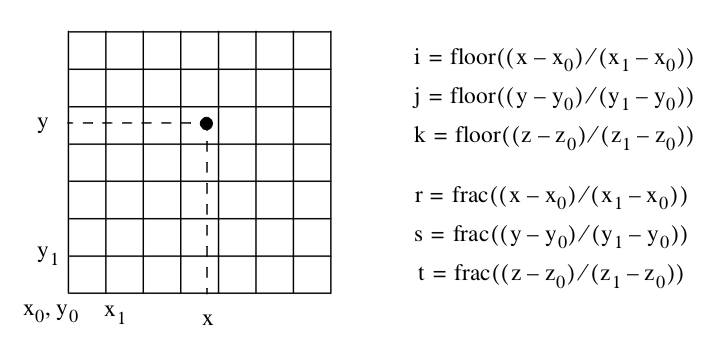 y
y₁
x₀, y₀ x₁
x
i = floor((x – x₀)/(x₁ – x₀))
j = floor((y – y₀)/(y₁ – y₀))
k = floor((z – z₀)/(z₁ – z₀))
r = frac((x – x₀)/(x₁ – x₀))
s = frac((y – y₀)/(y₁ – y₀))
t = frac((z – z₀)/(z₁ – z₀))